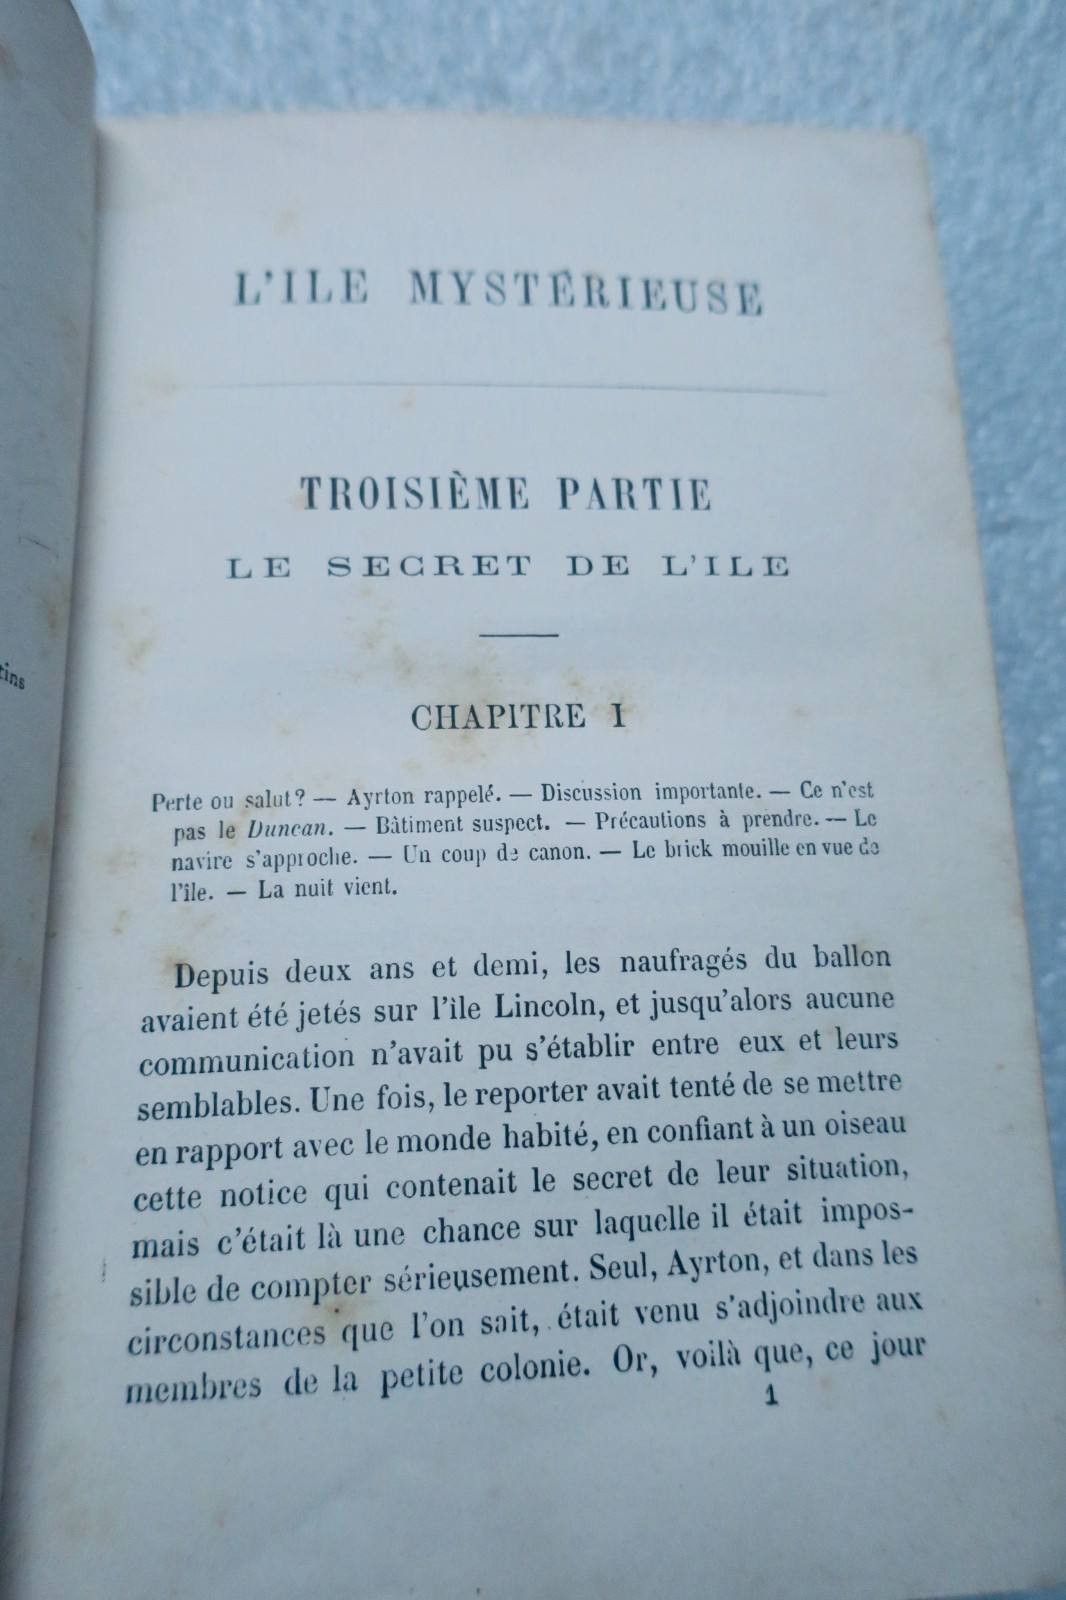 tins
L'ILE MYSTÉRIEUSE
TROISIÈME PARTIE
LE SECRET DE L'ILE
CHAPITRE I
Perte ou salut? — Ayrton rappelé. — Discussion importante. — Ce n'est
pas le Duncan. — Bâtiment suspect. — Précautions à prendre. — Le
navire s'approche. — Un coup de canon. — Le brick mouille en vue de
l'île. — La nuit vient.
Depuis deux ans et demi, les naufragés du ballon
avaient été jetés sur l'île Lincoln, et jusqu'alors aucune
communication n'avait pu s'établir entre eux et leurs
semblables. Une fois, le reporter avait tenté de se mettre
en rapport avec le monde habité, en confiant à un oiseau
cette notice qui contenait le secret de leur situation,
mais c'était là une chance sur laquelle il était impos-
sible de compter sérieusement. Seul, Ayrton, et dans les
circonstances que l'on sait, était venu s'adjoindre aux
membres de la petite colonie. Or, voilà que, ce jour
1